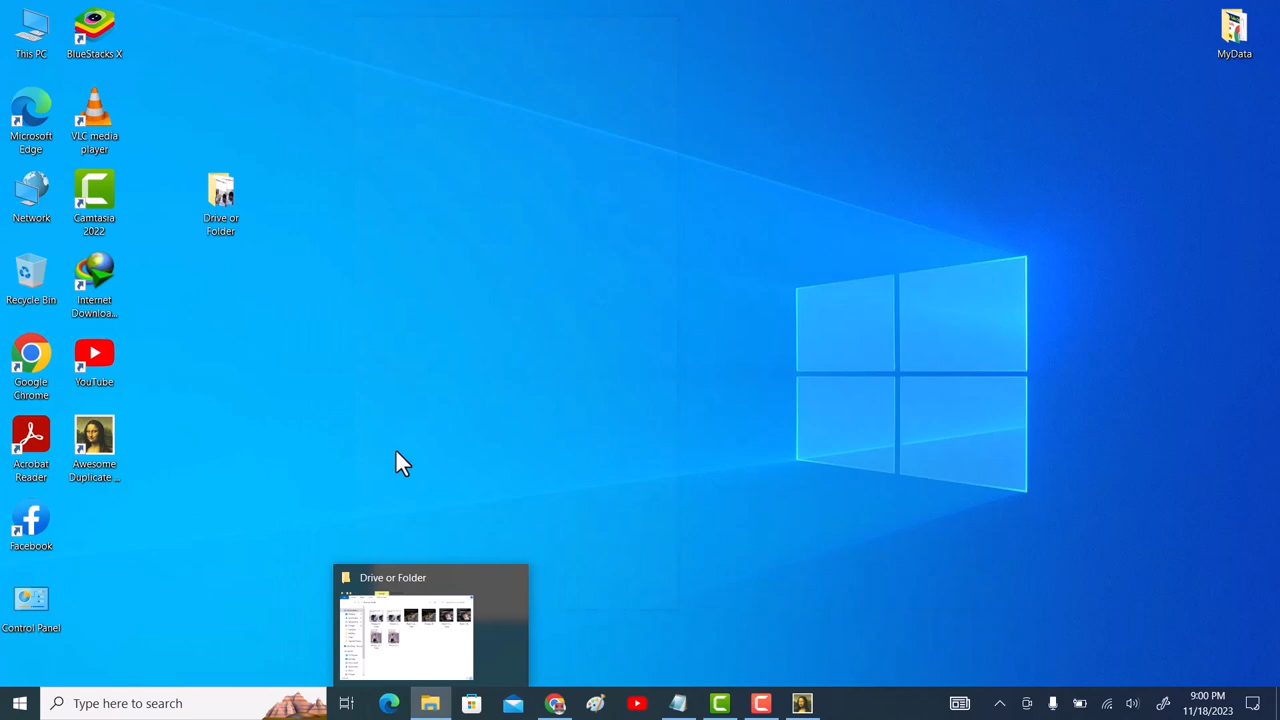 This PC
BlueStacks X
MyData
Microsoft
Edge
VLC media
player
Network
Camtasia
2022
Drive or
Folder
Recycle Bin
Internet
Downloa...
Google
Chrome
YouTube
Acrobat
Reader
Awesome
Duplicate ...
Facebook
Control Panel
Drive or Folder
Type here to search
9:00 PM
11/18/2023